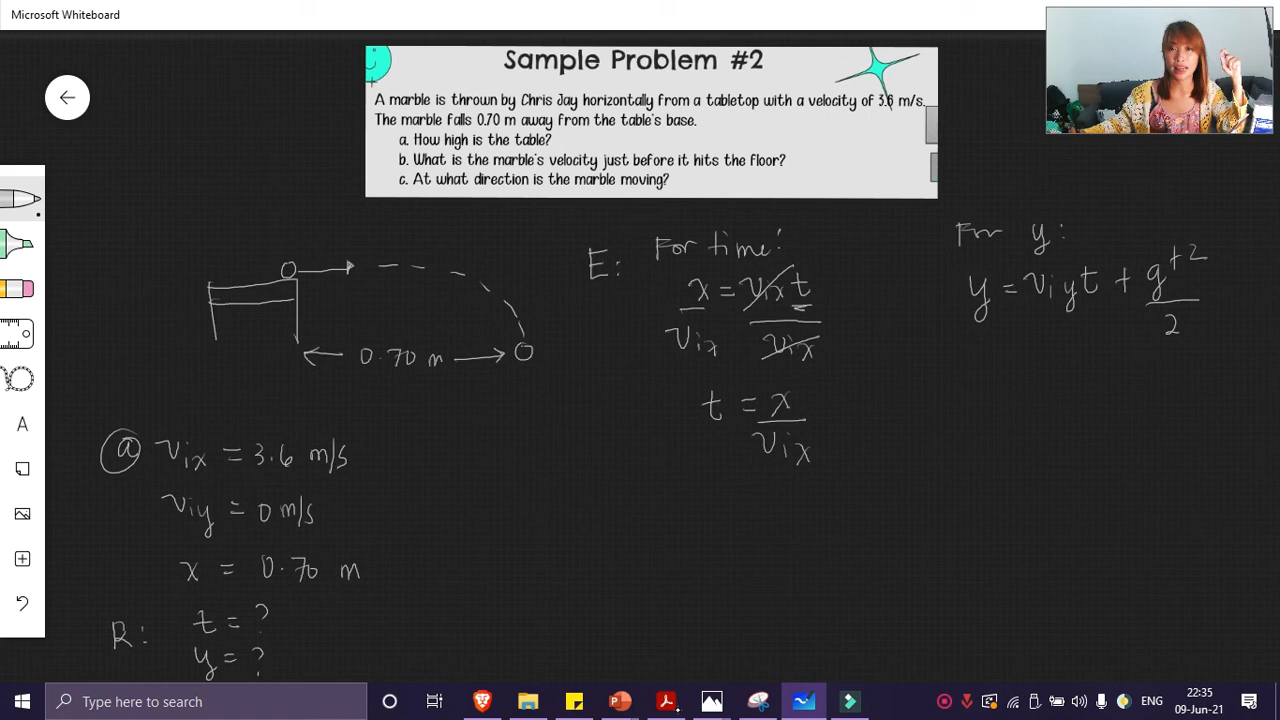 Microsoft Whiteboard
Sample Problem #2
A marble is thrown by Chris Jay horizontally from a tabletop with a velocity of 3.6 m/s.
The marble falls 0.70 m away from the table's base.
a. How high is the table?
b. What is the marble's velocity just before it hits the floor?
c. At what direction is the marble moving?
0.70 m
a vix = 3.6 m/s
viy = 0 m/s
x = 0.70 m
R: t = ?
y = ?
E: For time:
x = vix t
vix vix
t = x
vix
For y:
y = viyt + gt2
2
A
Type here to search
ENG
22:35
09-Jun-21